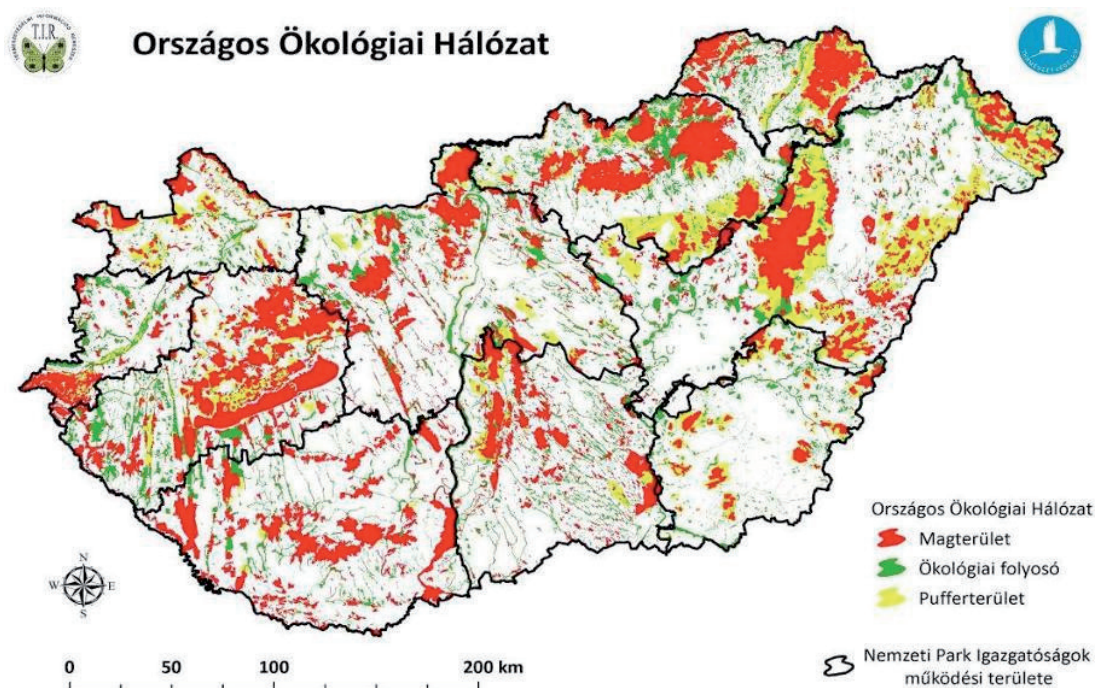 T.I.R.
Országos Ökológiai Hálózat
N
W E
S
Országos Ökológiai Hálózat
Magterület
Ökológiai folyosó
Pufferterület
Nemzeti Park Igazgatóságok
működési területe
0 50 100 200 km